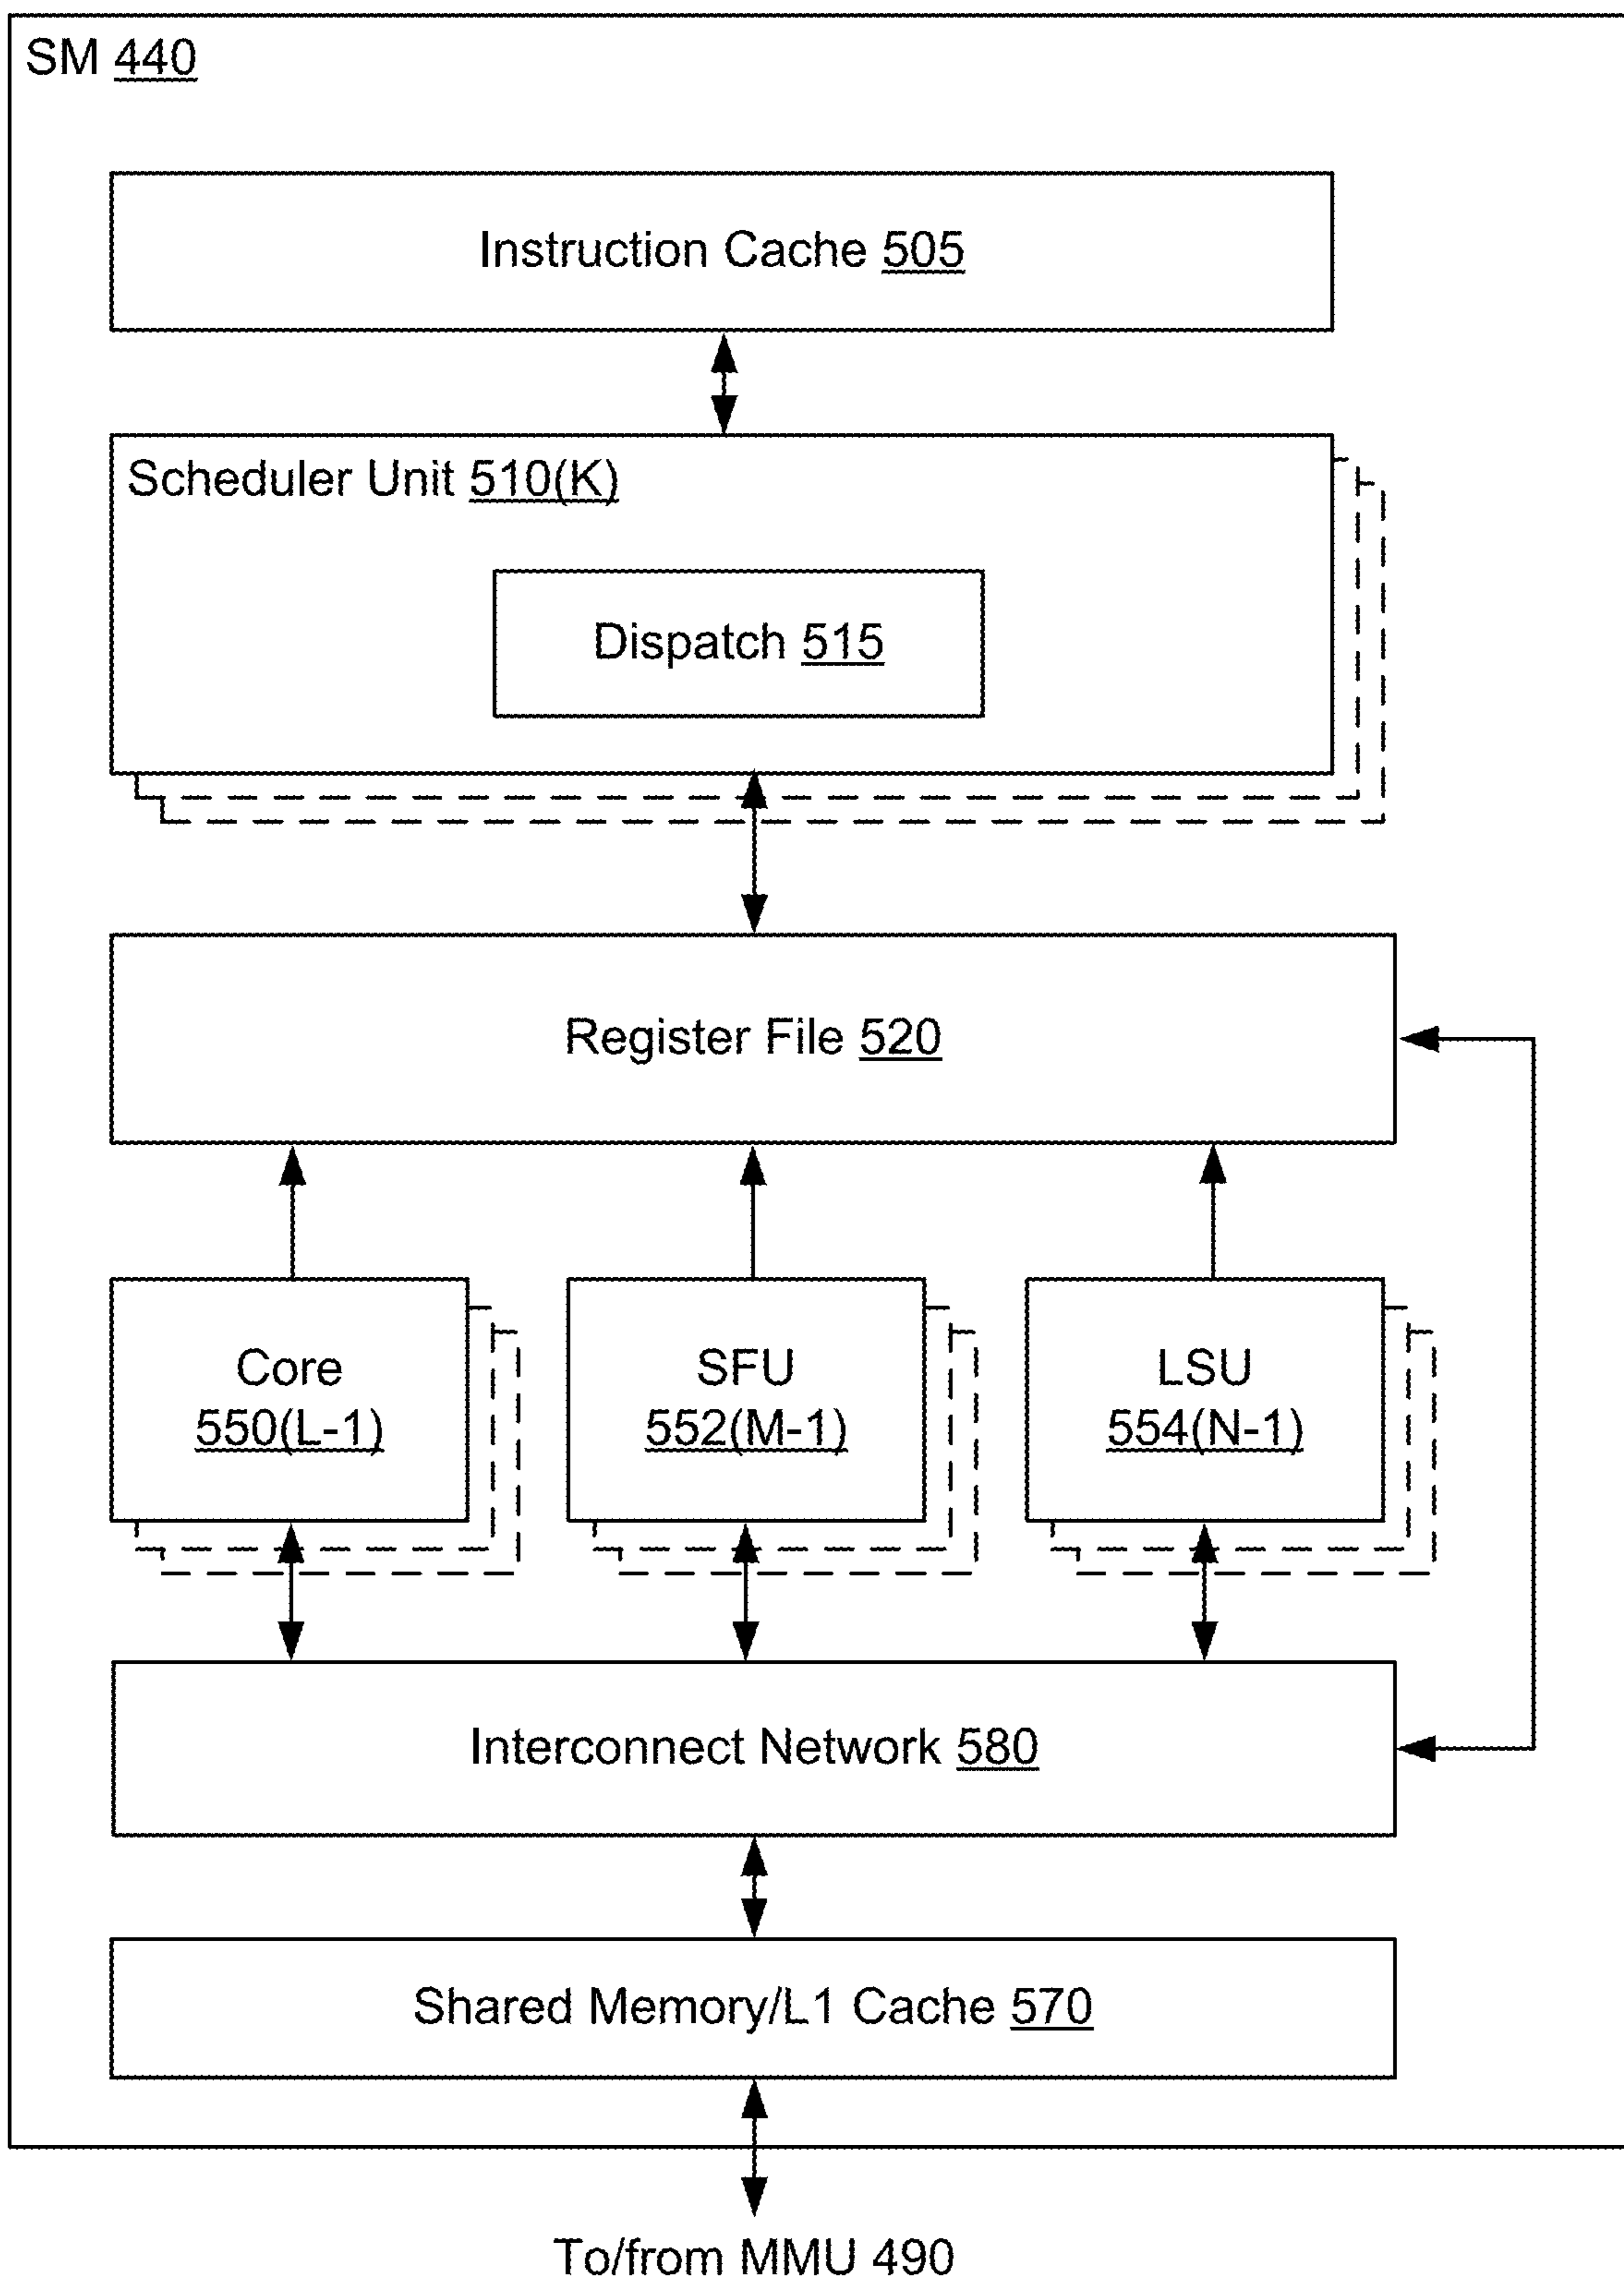 SM 440
Instruction Cache 505
Scheduler Unit 510(K)
Dispatch 515
Register File 520
Core
550(L-1)
SFU
552(M-1)
LSU
554(N-1)
Interconnect Network 580
Shared Memory/L1 Cache 570
To/from MMU 490